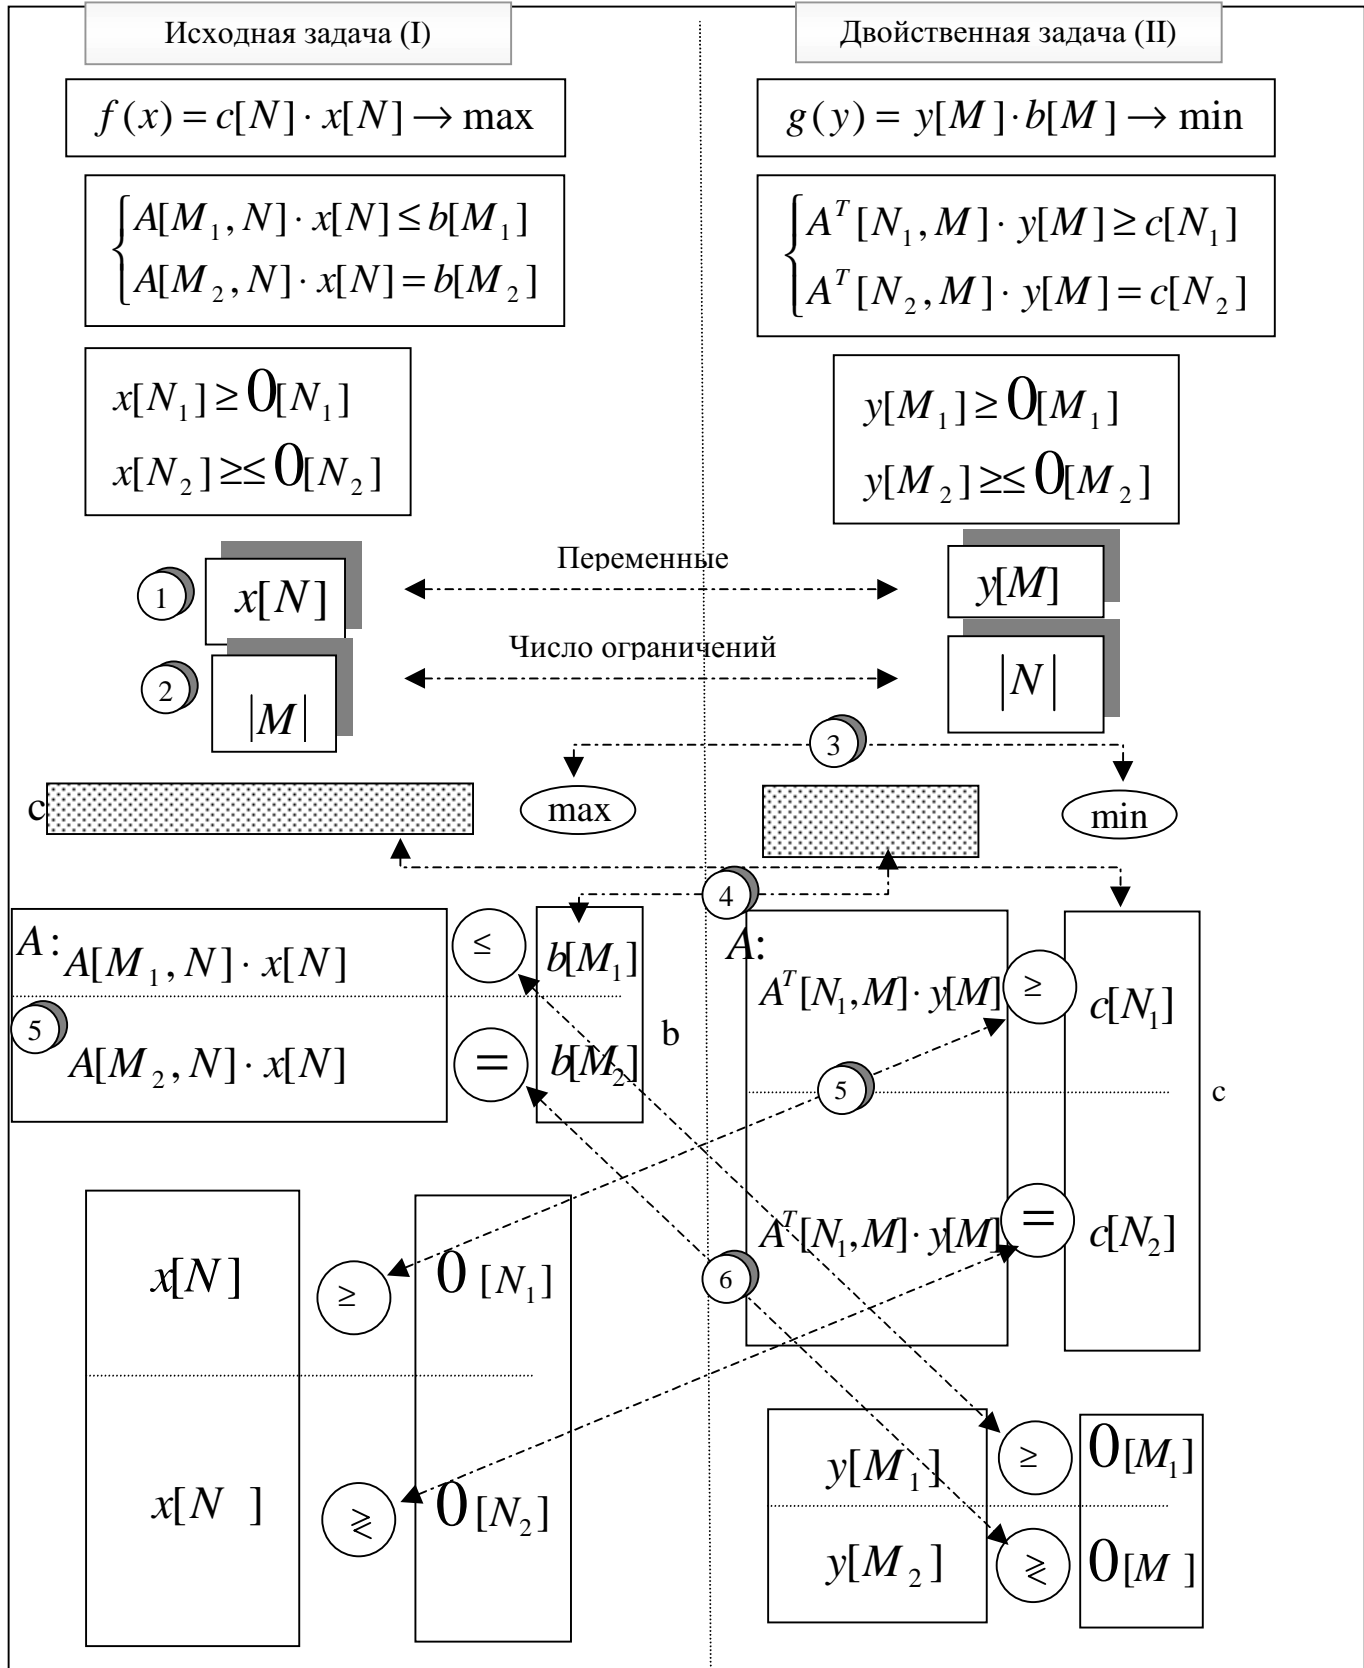 Исходная задача (I)
Двойственная задача (II)
f(x) = c[N] · x[N] → max
g(y) = y[M] · b[M] → min
A[M₁, N] · x[N] ≤ b[M₁]
A[M₂, N] · x[N] = b[M₂]
Aᵀ[N₁, M] · y[M] ≥ c[N₁]
Aᵀ[N₂, M] · y[M] = c[N₂]
x[N₁] ≥ 0[N₁]
x[N₂] ≥≤ 0[N₂]
y[M₁] ≥ 0[M₁]
y[M₂] ≥≤ 0[M₂]
Переменные
1 x[N]
y[M]
Число ограничений
2 |M|
|N|
3
c
max
min
4
A: A[M₁, N] · x[N] ≤ b[M₁]
5
A[M₂, N] · x[N] = b[M₂]
b
A:
Aᵀ[N₁, M] · y[M] ≥ c[N₁]
5
c
Aᵀ[N₁, M] · y[M] = c[N₂]
6
x[N] ≥ 0 [N₁]
x[N ] ≷ 0 [N₂]
y[M₁] ≥ 0[M₁]
y[M₂] ≷ 0[M ]